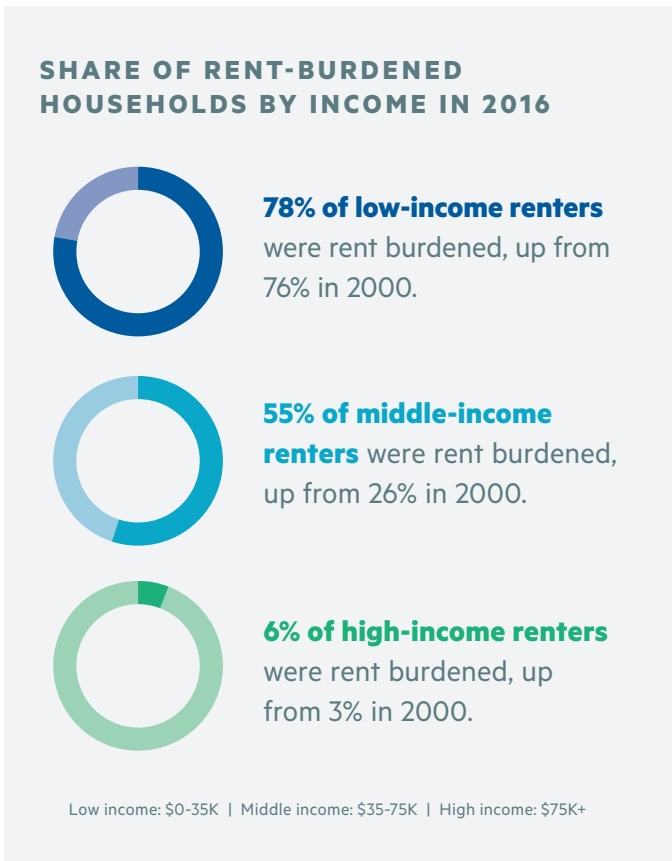 SHARE OF RENT-BURDENED
HOUSEHOLDS BY INCOME IN 2016
78% of low-income renters
were rent burdened, up from
76% in 2000.
55% of middle-income
renters were rent burdened,
up from 26% in 2000.
6% of high-income renters
were rent burdened, up
from 3% in 2000.
Low income: $0-35K | Middle income: $35-75K | High income: $75K+